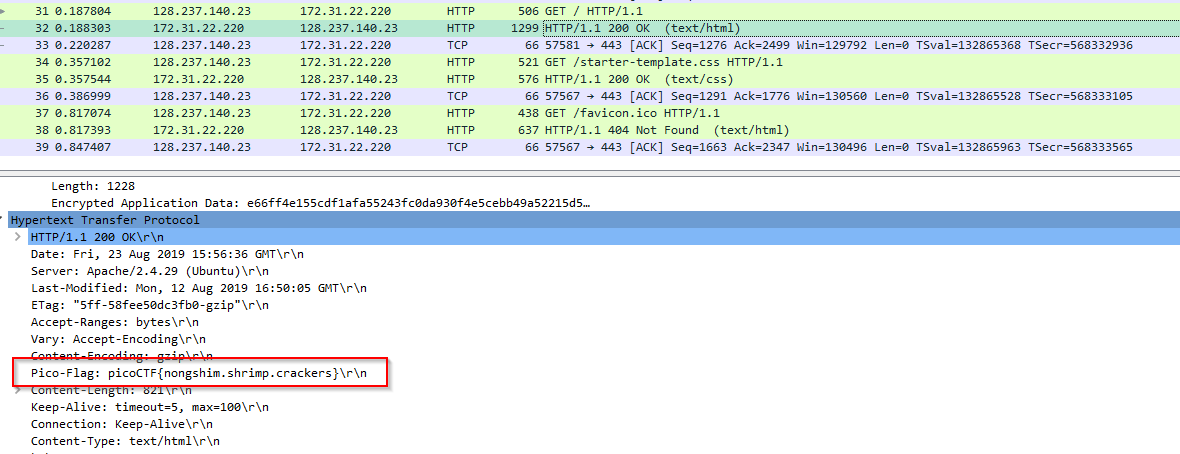 31 0.187804 128.237.140.23 172.31.22.220 HTTP 506 GET / HTTP/1.1
32 0.188303 172.31.22.220 128.237.140.23 HTTP 1299 HTTP/1.1 200 OK (text/html)
33 0.220287 128.237.140.23 172.31.22.220 TCP 66 57581 → 443 [ACK] Seq=1276 Ack=2499 Win=129792 Len=0 TSval=132865368 TSecr=568332936
34 0.357102 128.237.140.23 172.31.22.220 HTTP 521 GET /starter-template.css HTTP/1.1
35 0.357544 172.31.22.220 128.237.140.23 HTTP 576 HTTP/1.1 200 OK (text/css)
36 0.386999 128.237.140.23 172.31.22.220 TCP 66 57567 → 443 [ACK] Seq=1291 Ack=1776 Win=130560 Len=0 TSval=132865528 TSecr=568333105
37 0.817074 128.237.140.23 172.31.22.220 HTTP 438 GET /favicon.ico HTTP/1.1
38 0.817393 172.31.22.220 128.237.140.23 HTTP 637 HTTP/1.1 404 Not Found (text/html)
39 0.847407 128.237.140.23 172.31.22.220 TCP 66 57567 → 443 [ACK] Seq=1663 Ack=2347 Win=130496 Len=0 TSval=132865963 TSecr=568333565
Length: 1228
Encrypted Application Data: e66ff4e155cdf1afa55243fc0da930f4e5cebb49a52215d5…
Hypertext Transfer Protocol
HTTP/1.1 200 OK\r\n
Date: Fri, 23 Aug 2019 15:56:36 GMT\r\n
Server: Apache/2.4.29 (Ubuntu)\r\n
Last-Modified: Mon, 12 Aug 2019 16:50:05 GMT\r\n
ETag: "5ff-58fee50dc3fb0-gzip"\r\n
Accept-Ranges: bytes\r\n
Vary: Accept-Encoding\r\n
Content-Encoding: gzip\r\n
Pico-Flag: picoCTF{nongshim.shrimp.crackers}\r\n
Content-Length: 821\r\n
Keep-Alive: timeout=5, max=100\r\n
Connection: Keep-Alive\r\n
Content-Type: text/html\r\n